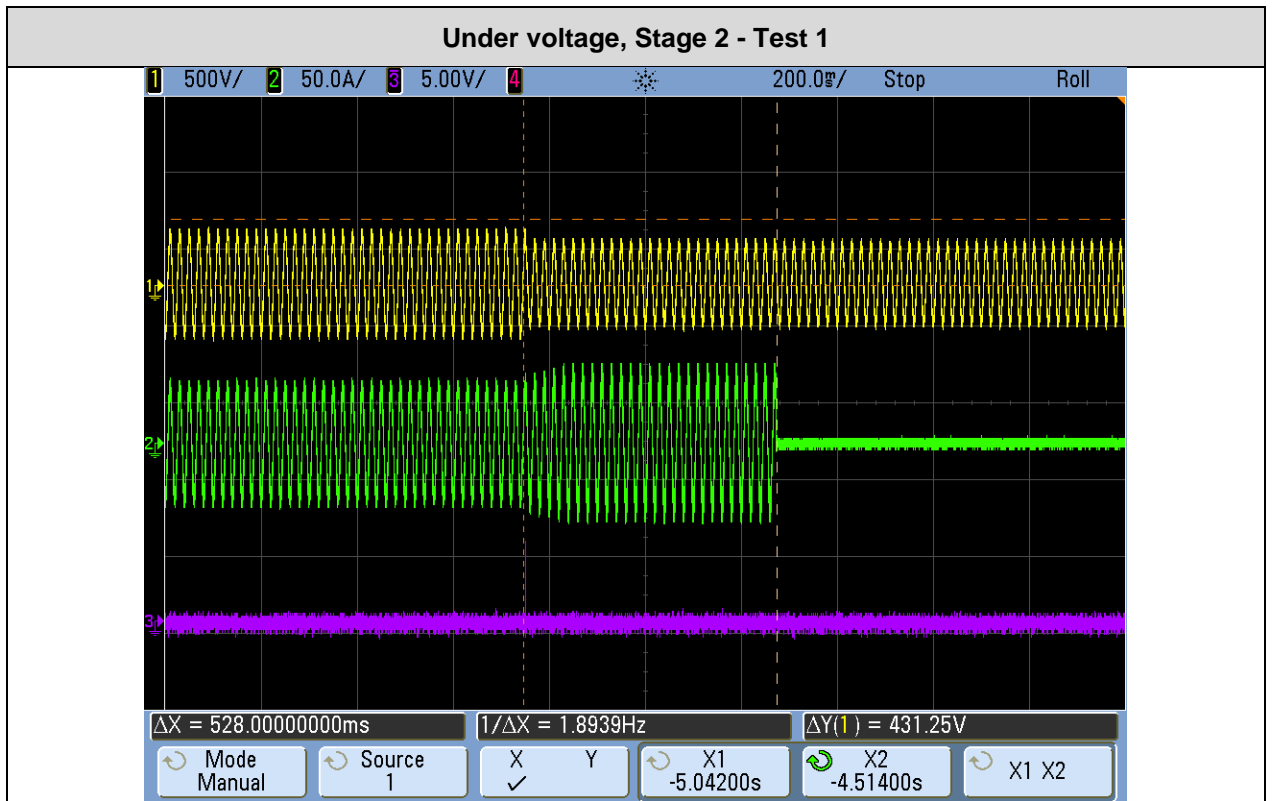 Under voltage, Stage 2 - Test 1
1 500V/ 2 50.0A/ 3 5.00V/ 4 200.0ms/ Stop Roll
1
2
3
ΔX = 528.00000000ms 1/ΔX = 1.8939Hz ΔY(1) = 431.25V
Mode Source X Y X1 X2 X1 X2
Manual 1 ✓ -5.04200s -4.51400s